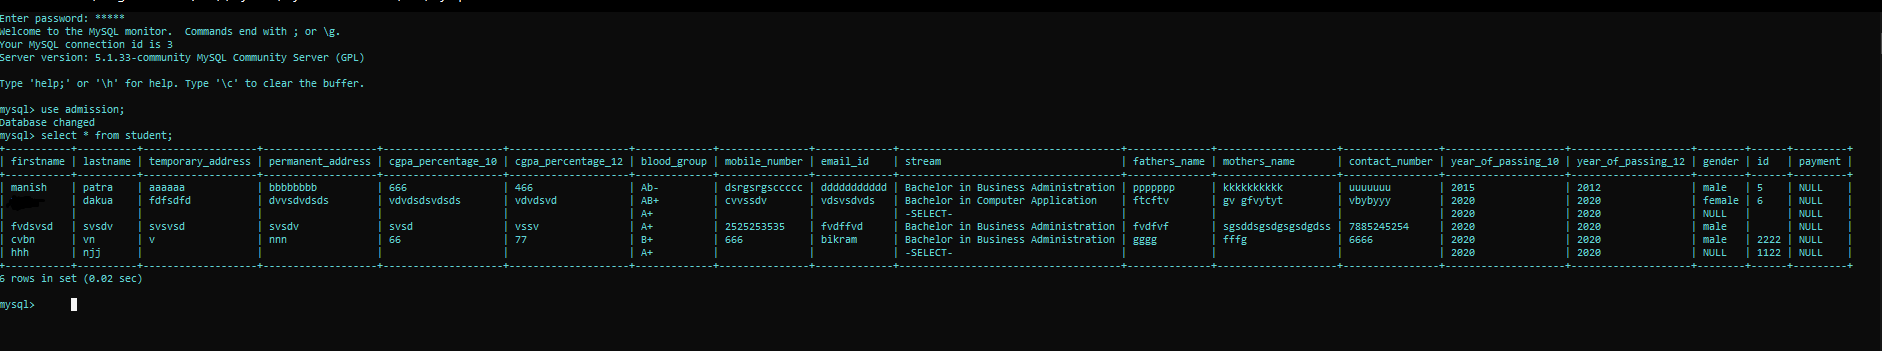 Enter password: *****
Welcome to the MySQL monitor.  Commands end with ; or \g.
Your MySQL connection id is 3
Server version: 5.1.33-community MySQL Community Server (GPL)
Type 'help;' or '\h' for help. Type '\c' to clear the buffer.
mysql> use admission;
Database changed
mysql> select * from student;
| firstname | lastname | temporary_address | permanent_address | cgpa_percentage_10 | cgpa_percentage_12 | blood_group | mobile_number | email_id | stream | fathers_name | mothers_name | contact_number | year_of_passing_10 | year_of_passing_12 | gender | id | payment |
| manish | patra | aaaaaa | bbbbbbbb | 666 | 466 | Ab- | dsrgsrgsccccc | ddddddddddd | Bachelor in Business Administration | ppppppp | kkkkkkkkkk | uuuuuuu | 2015 | 2012 | male | 5 | NULL |
| dakua | fdfsdfd | dvvsdvdsds | vdvdsdsvdsds | vdvdsvd | AB+ | cvvssdv | vdsvsdvds | Bachelor in Computer Application | ftcftv | gv gfvytyt | vbybyyy | 2020 | 2020 | female | 6 | NULL |
| | | | | | | A+ | | | -SELECT- | | | | 2020 | 2020 | NULL | | NULL |
| fvdsvsd | svsdv | svsvsd | svsdv | svsd | vssv | A+ | 2525253535 | fvdffvd | Bachelor in Business Administration | fvdfvf | sgsddsgsdgsgsdgdss | 7885245254 | 2020 | 2020 | male | | NULL |
| cvbn | vn | v | nnn | 66 | 77 | B+ | 666 | bikram | Bachelor in Business Administration | gggg | fffg | 6666 | 2020 | 2020 | male | 2222 | NULL |
| hhh | njj | | | | | A+ | | | -SELECT- | | | | 2020 | 2020 | NULL | 1122 | NULL |
6 rows in set (0.02 sec)
mysql>